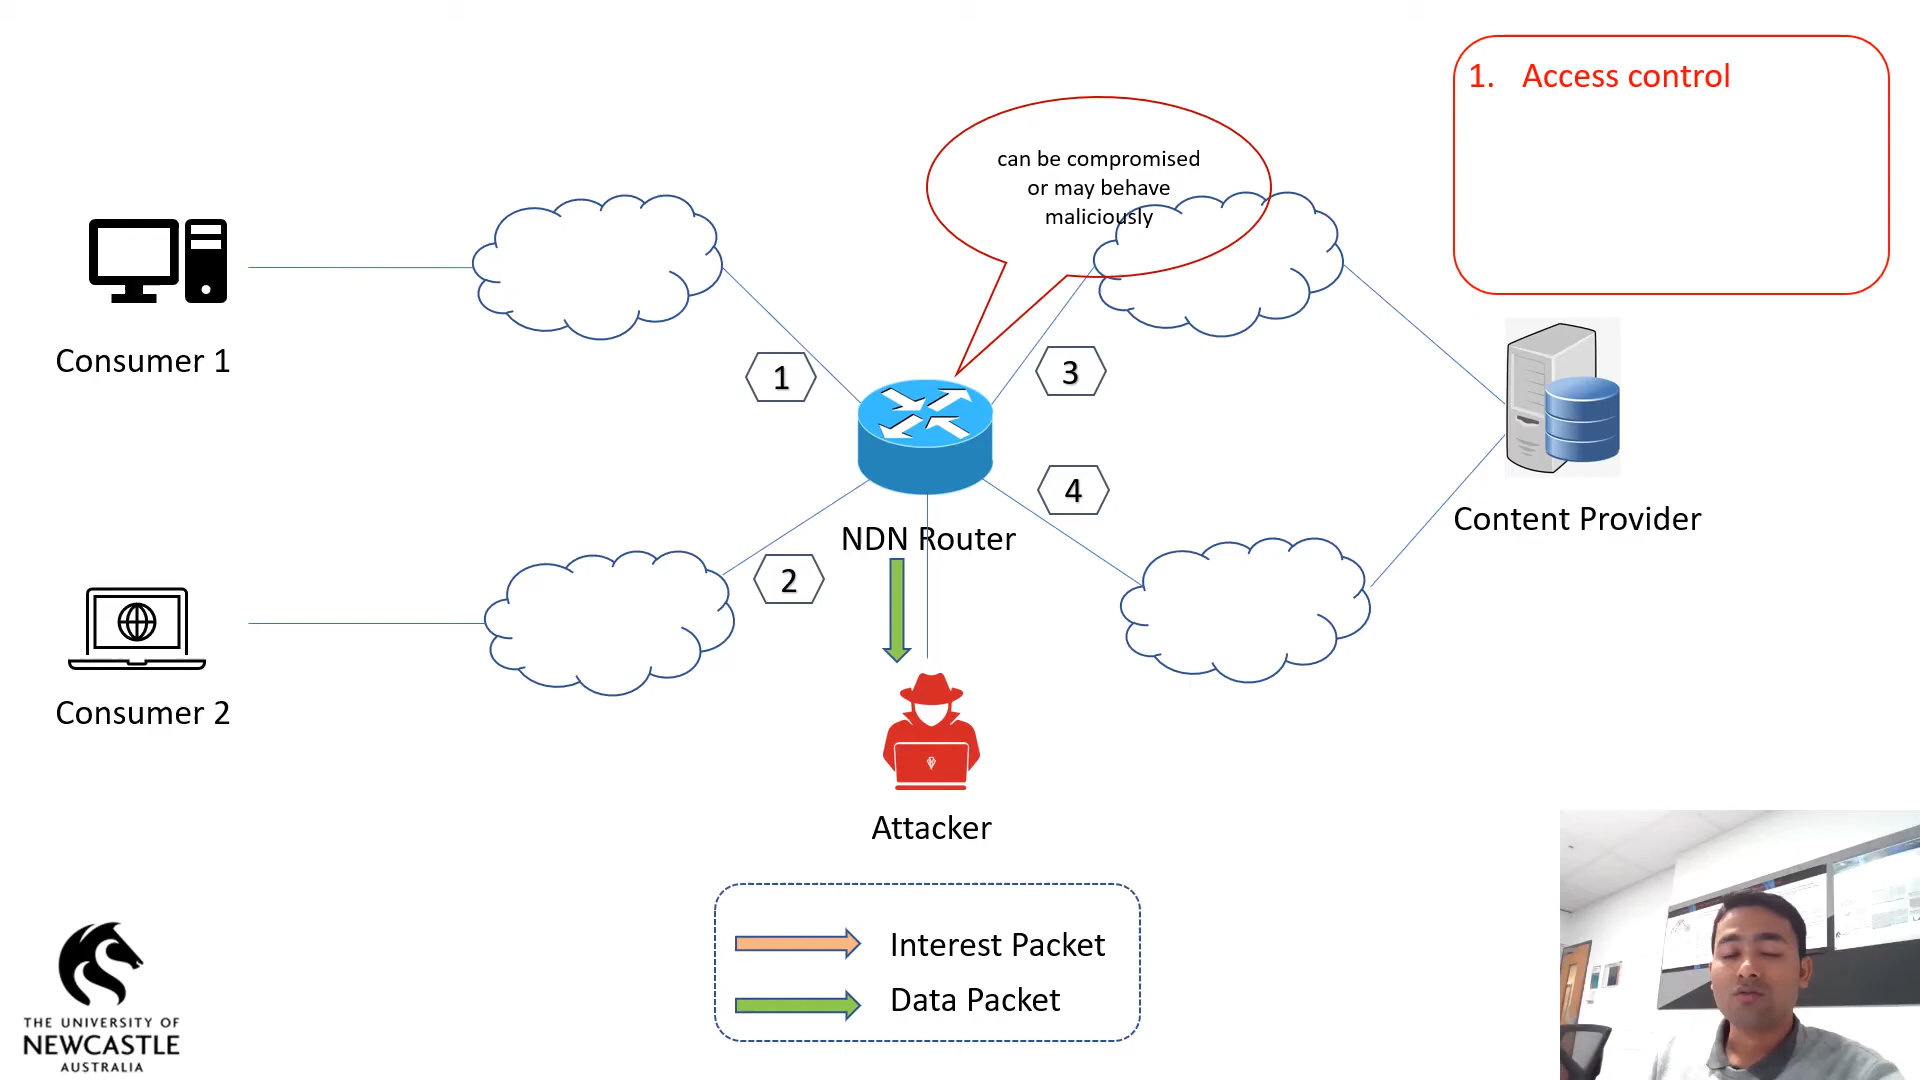 1. Access control
can be compromised
or may behave
maliciously
Consumer 1
1
3
NDN Router
4
Content Provider
2
Consumer 2
Attacker
Interest Packet
Data Packet
THE UNIVERSITY OF
NEWCASTLE
AUSTRALIA